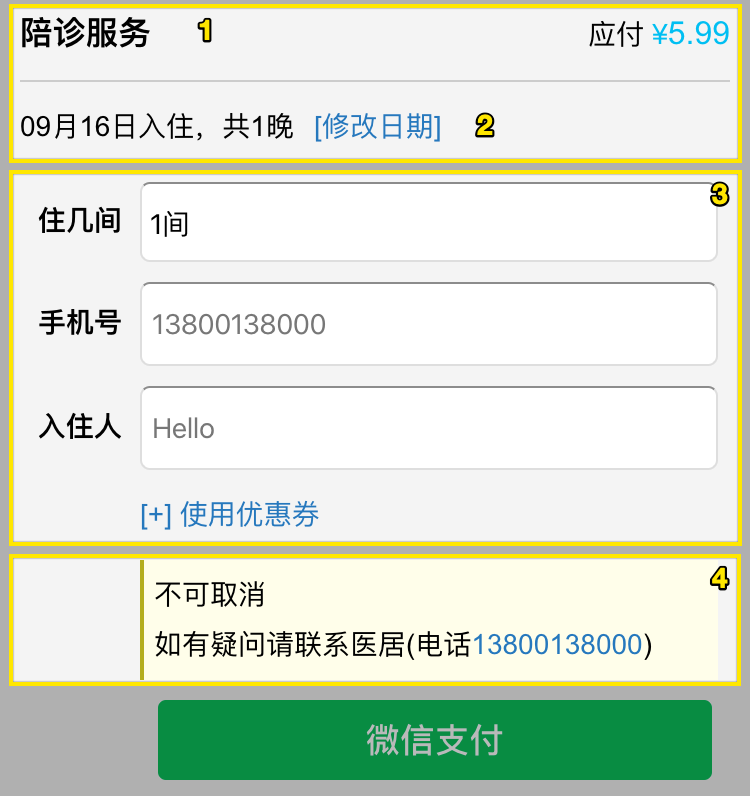 陪诊服务 1 应付 ¥5.99
09月16日入住，共1晚 [修改日期] 2
3
住几间 1间
手机号 13800138000
入住人 Hello
[+] 使用优惠券
4
不可取消
如有疑问请联系医居(电话13800138000)
微信支付